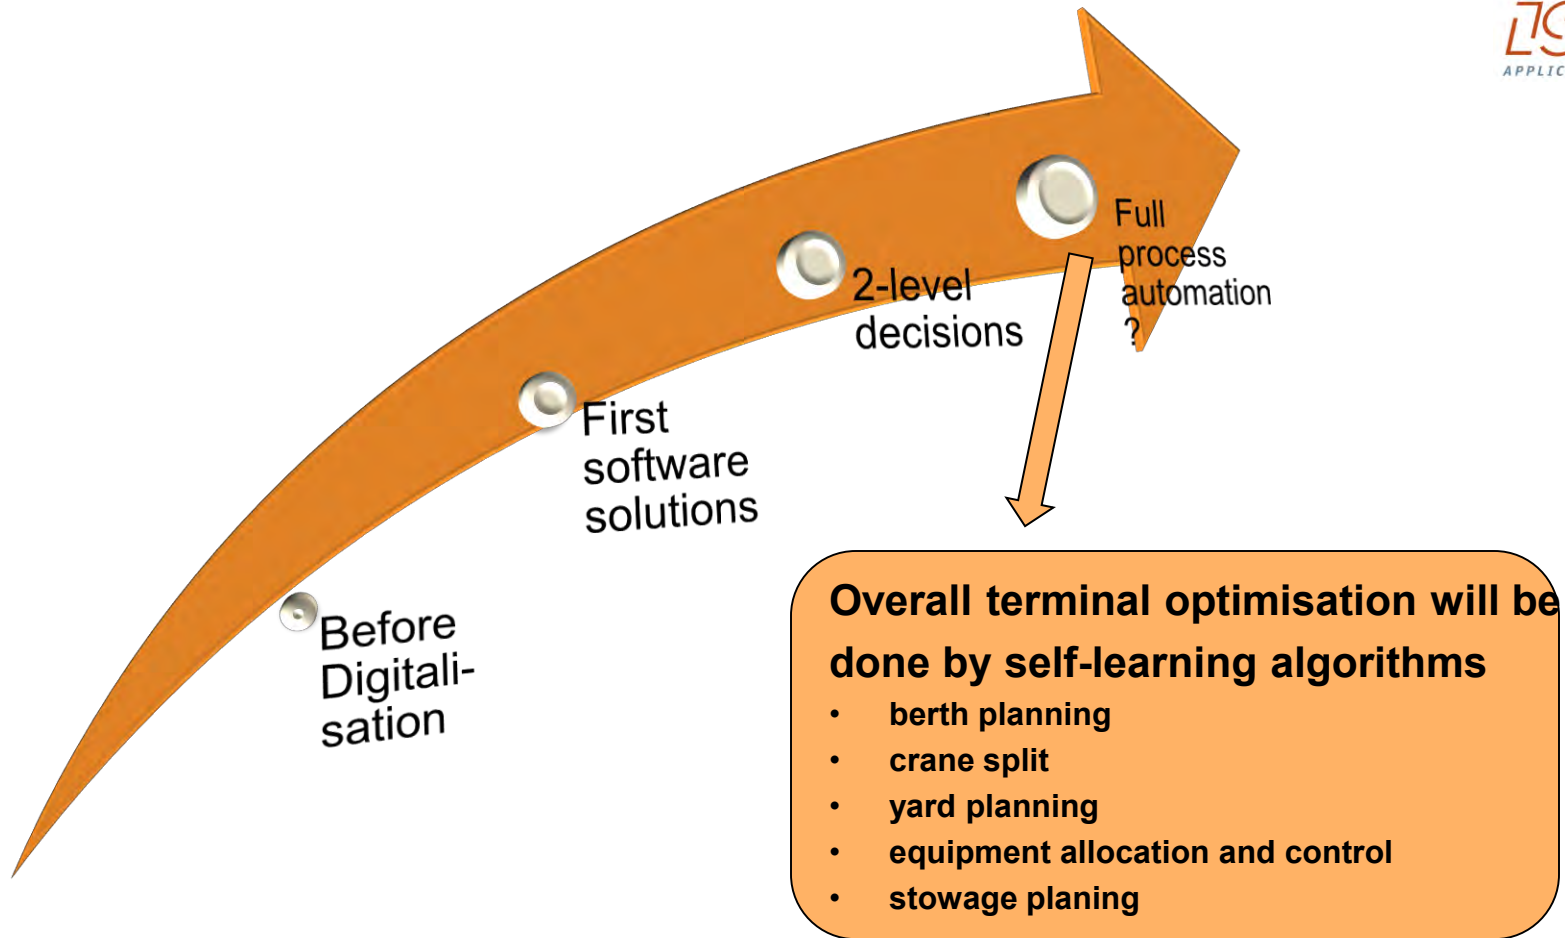 Before
Digitali-
sation
First
software
solutions
2-level
decisions
Full
process
automation
?
Overall terminal optimisation will be
done by self-learning algorithms
• berth planning
• crane split
• yard planning
• equipment allocation and control
• stowage planing